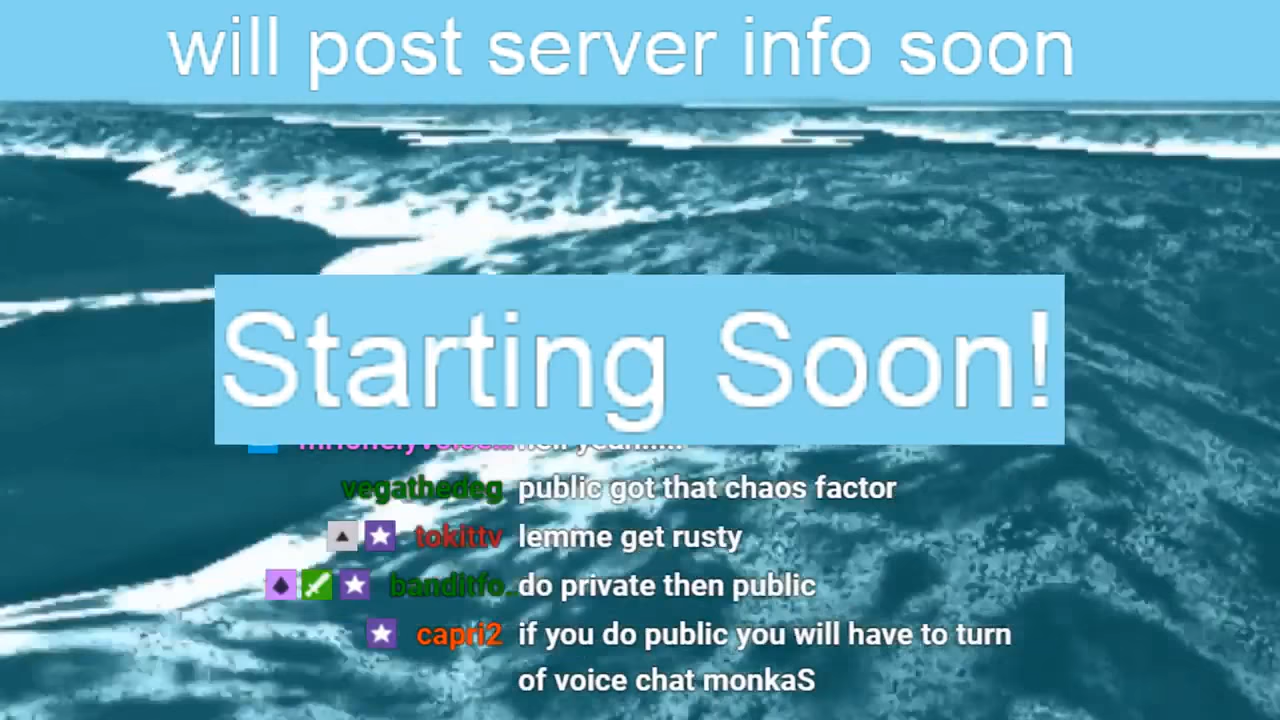 will post server info soon
Starting Soon!
vegathedeg public got that chaos factor
tokittv lemme get rusty
banditfo.. do private then public
capri2 if you do public you will have to turn
of voice chat monkaS